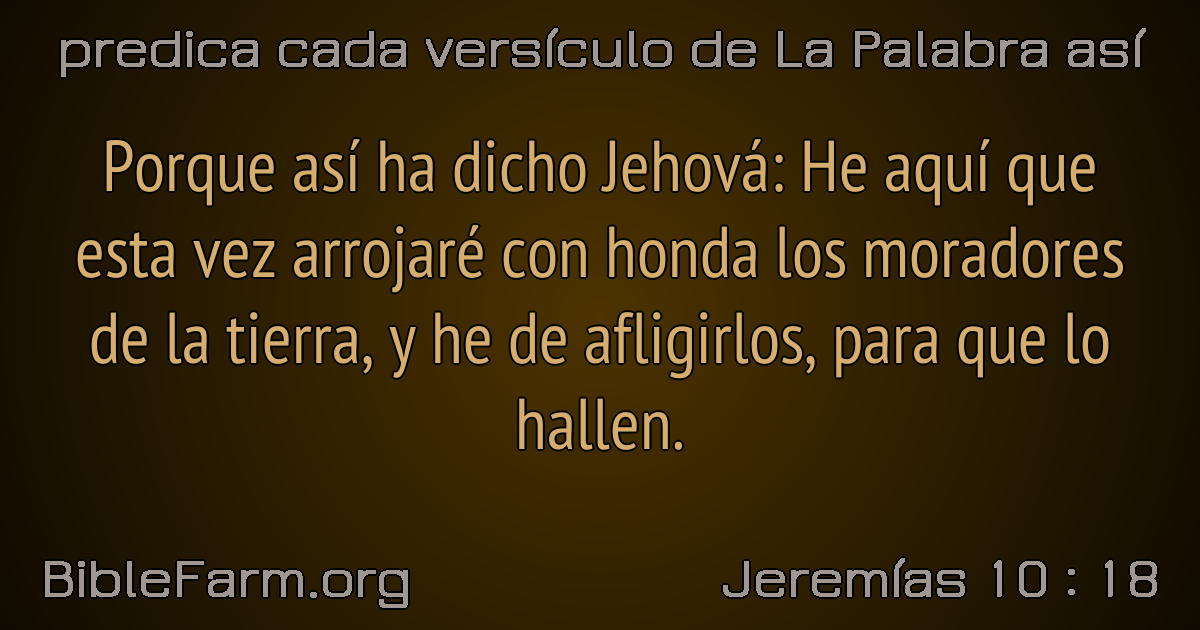 predica cada versículo de La Palabra así
Porque así ha dicho Jehová: He aquí que
esta vez arrojaré con honda los moradores
de la tierra, y he de afligirlos, para que lo
hallen.
BibleFarm.org
Jeremías 10 : 18